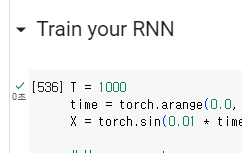 Train your RNN
[536] T = 1000
0초
time = torch.arange(0.0,
X = torch.sin(0.01 * time